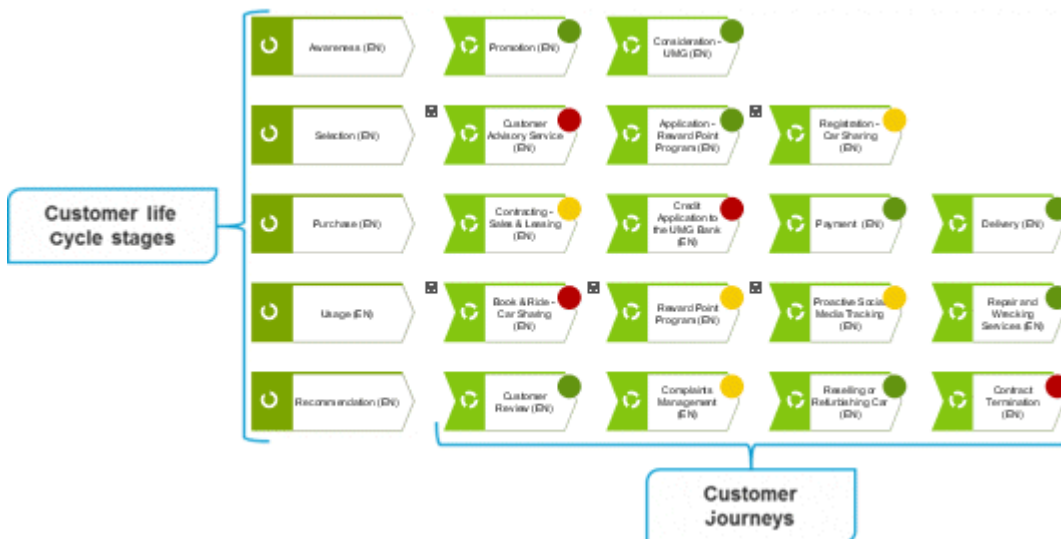 Awareness (EN)
Promotion (EN)
Consideration -
UMG (EN)
Selection (EN)
Customer
Advisory Service
(EN)
Application -
Reward Point
Program (EN)
Registration -
Car Sharing
(EN)
Customer life
Cycle stages
Purchase (EN)
Contracting -
Sales & Leasing
(EN)
Credit
Application to
the UMG Bank
(EN)
Payment (EN)
Delivery (EN)
Usage (EN)
Book & Ride -
Car Sharing
(EN)
Reward Point
Program (EN)
Proactive Social
Media Tracking
(EN)
Repair and
Wrecking
Services (EN)
Recommendation (EN)
Customer
Review (EN)
Complaints
Management
(EN)
Reselling or
Refurbishing Car
(EN)
Contract
Termination
(EN)
Customer
Journeys